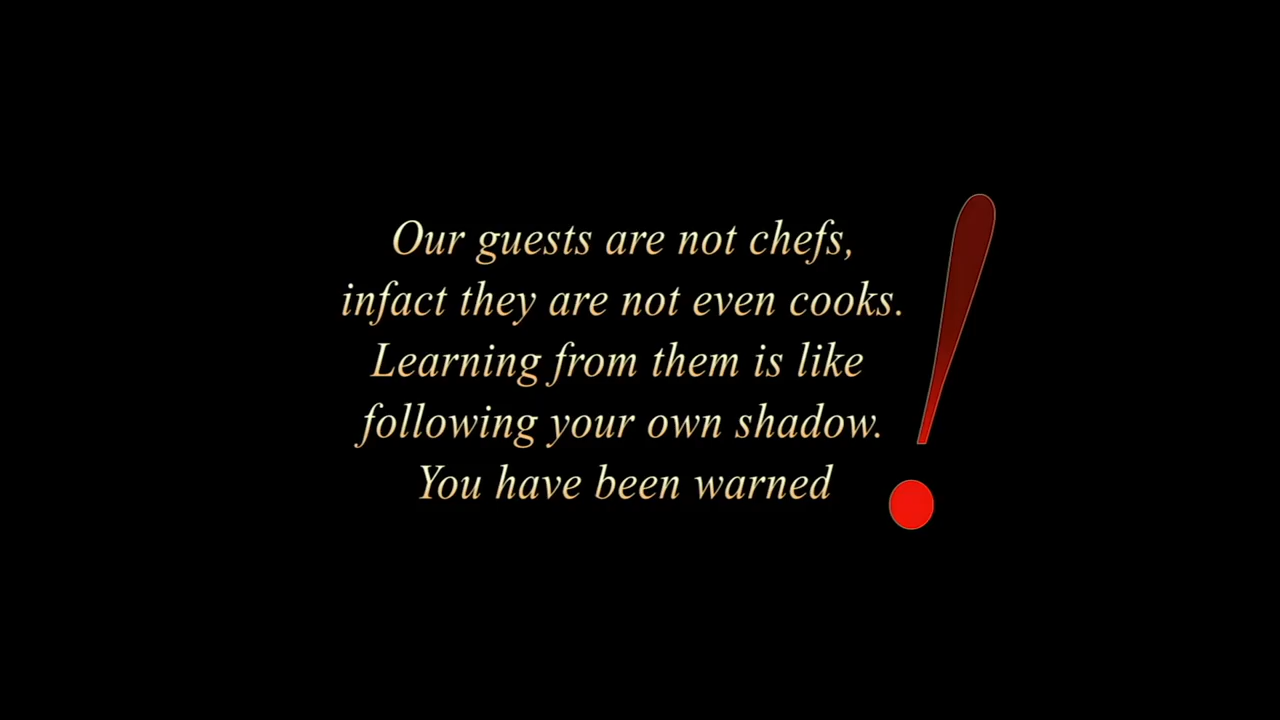 Our guests are not chefs,
infact they are not even cooks.
Learning from them is like
following your own shadow.
You have been warned !